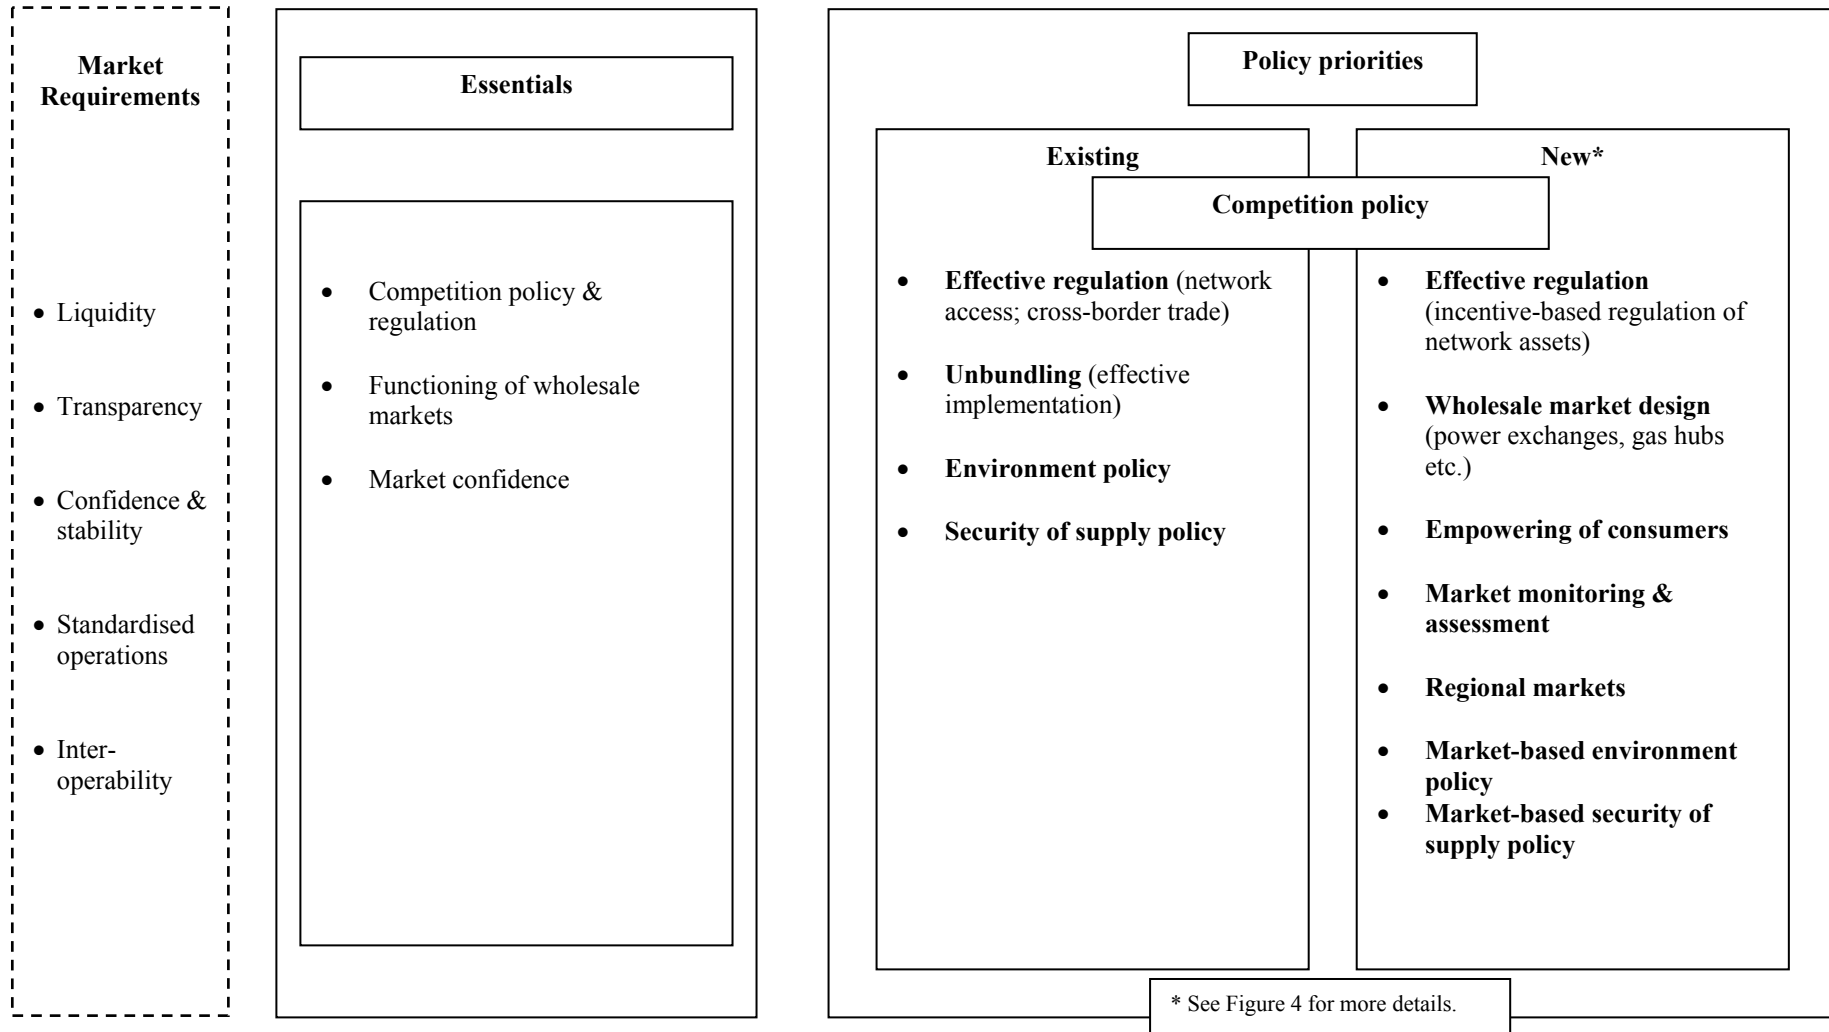 Market
Requirements
• Liquidity
• Transparency
• Confidence &
stability
• Standardised
operations
• Inter-
operability
Essentials
• Competition policy &
regulation
• Functioning of wholesale
markets
• Market confidence
Policy priorities
Existing
New*
Competition policy
• Effective regulation (network
access; cross-border trade)
• Unbundling (effective
implementation)
• Environment policy
• Security of supply policy
• Effective regulation
(incentive-based regulation of
network assets)
• Wholesale market design
(power exchanges, gas hubs
etc.)
• Empowering of consumers
• Market monitoring &
assessment
• Regional markets
• Market-based environment
policy
• Market-based security of
supply policy
* See Figure 4 for more details.